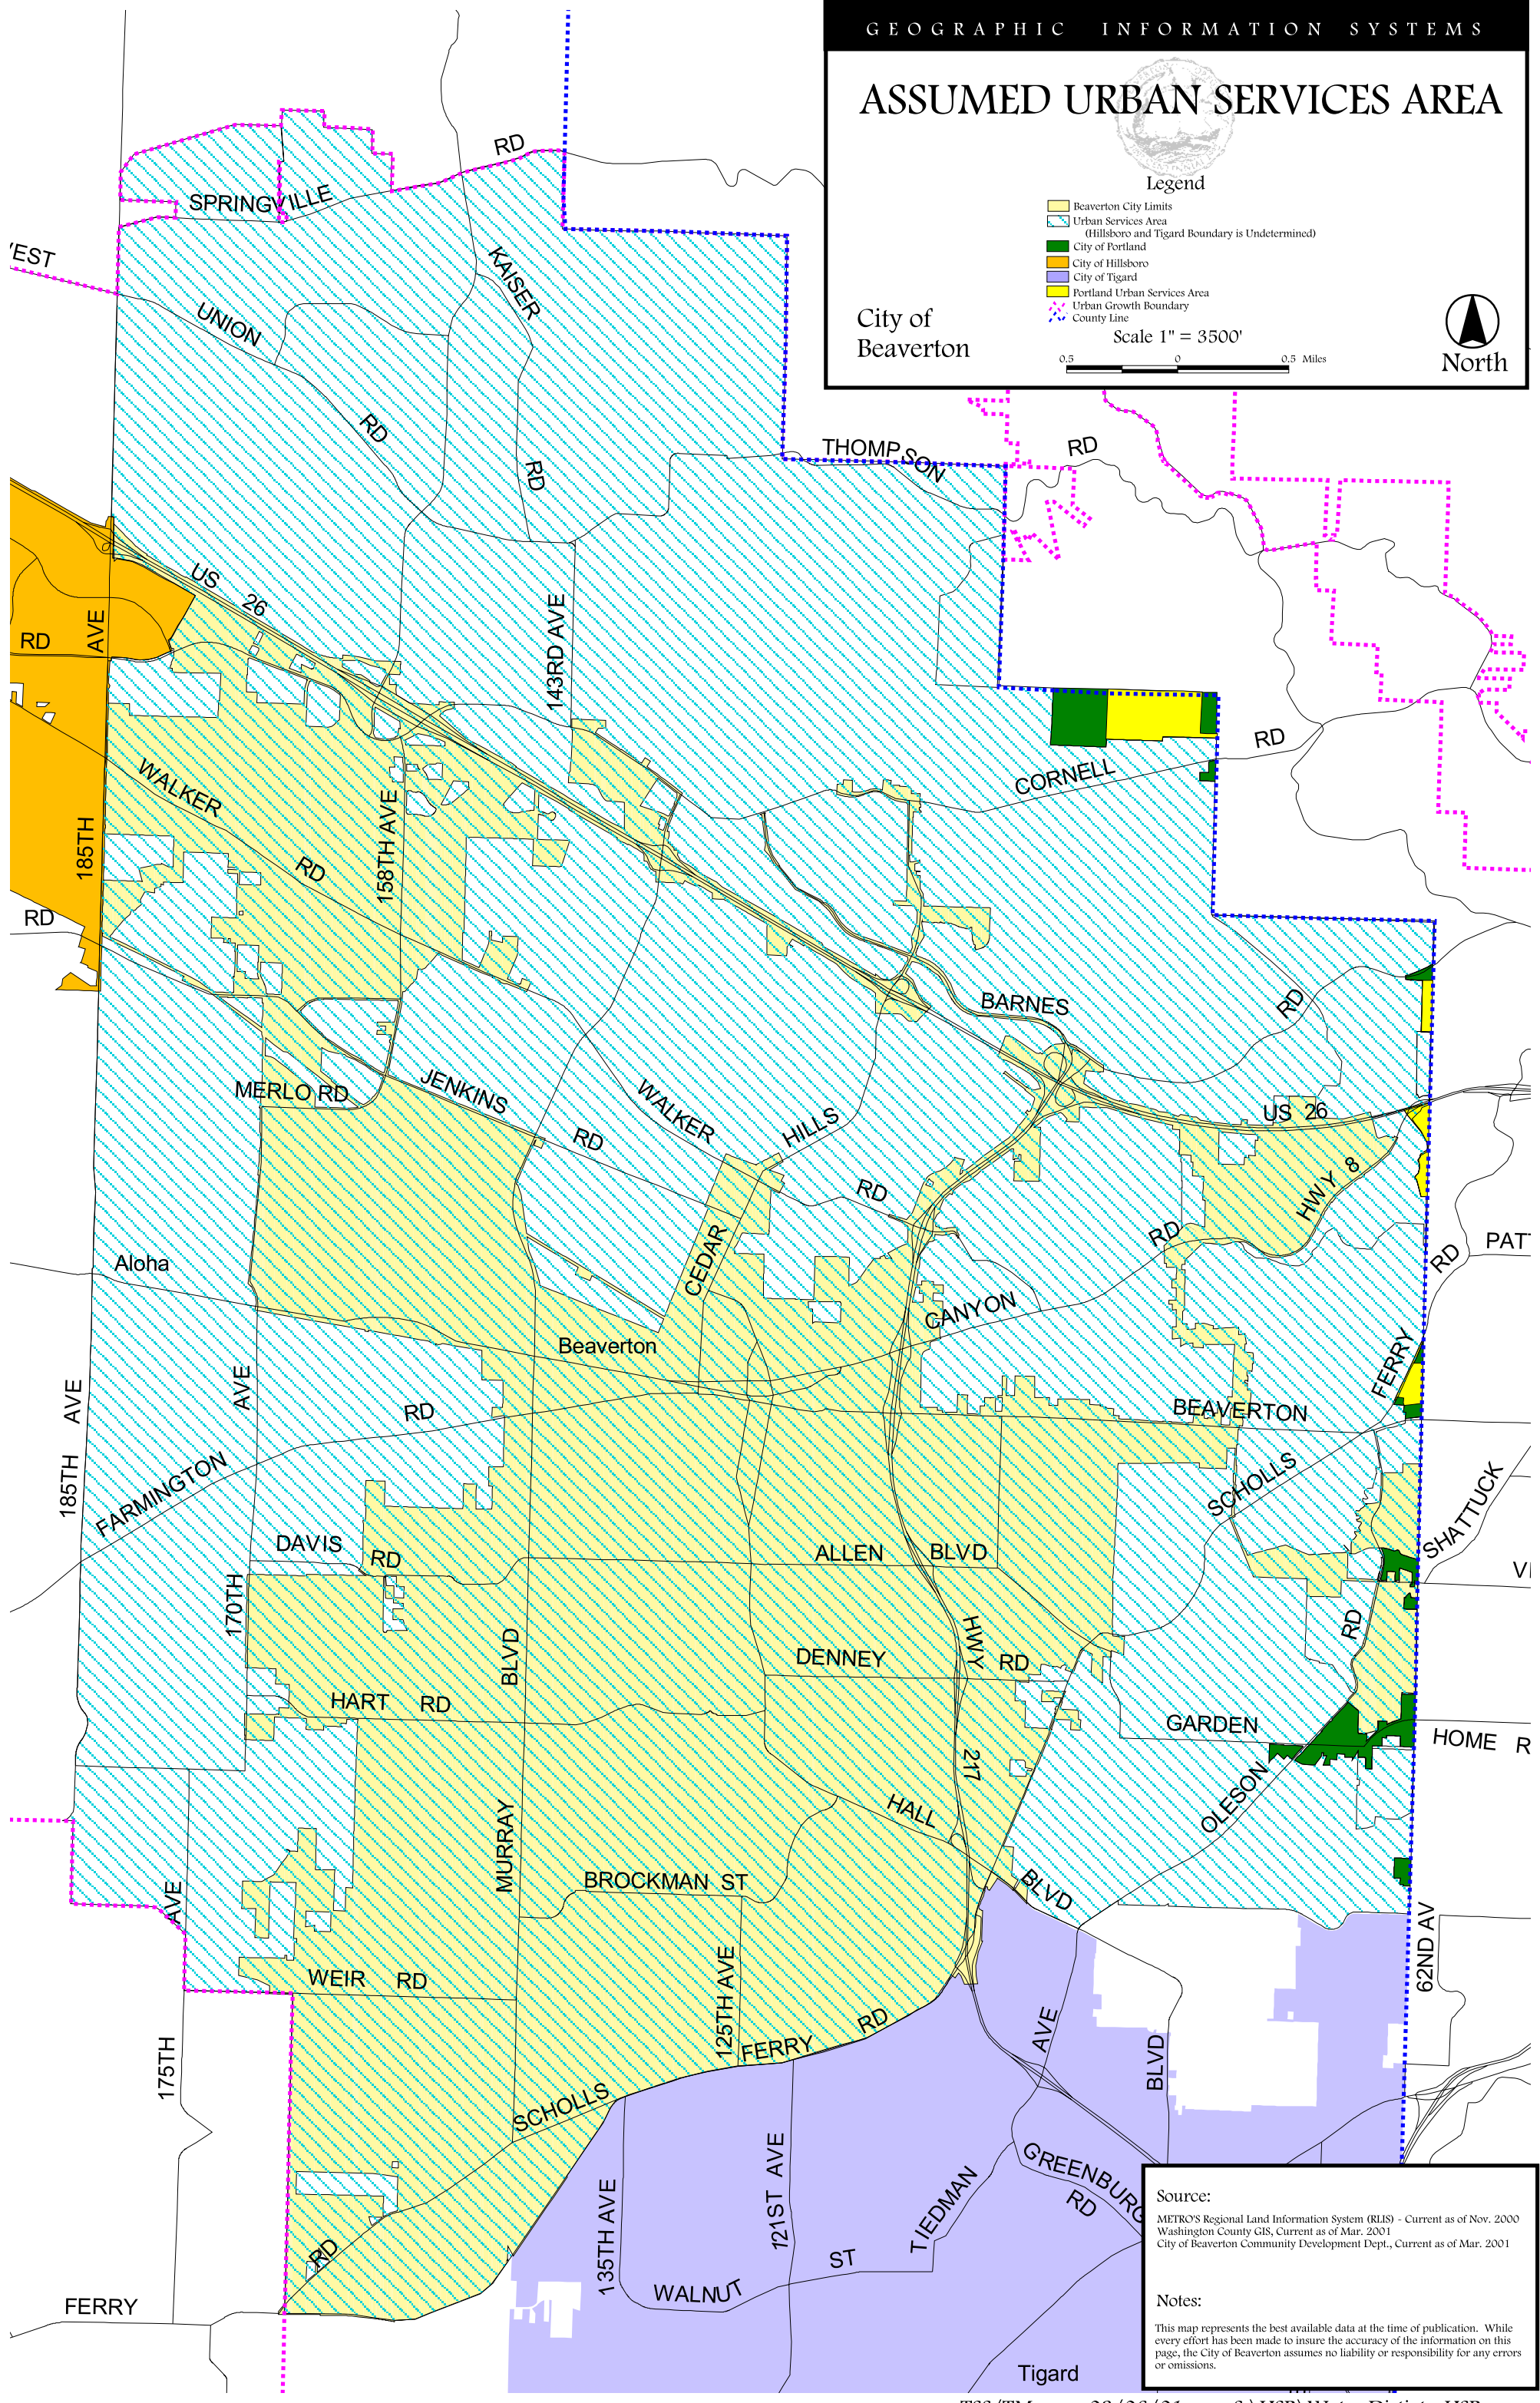 GEOGRAPHIC INFORMATION SYSTEMS
ASSUMED URBAN SERVICES AREA
Legend
Beaverton City Limits
Urban Services Area
(Hillsboro and Tigard Boundary is Undetermined)
City of Portland
City of Hillsboro
City of Tigard
Portland Urban Services Area
Urban Growth Boundary
County Line
City of
Beaverton
Scale 1" = 3500'
0.5 0 0.5 Miles
North
RD
SPRINGVILLE
KAISER
UNION
RD
RD
THOMPSON
RD
US 26
AVE
RD
143RD AVE
RD
CORNELL
WALKER
185TH
158TH AVE
RD
RD
BARNES
RD
MERLO RD
JENKINS
WALKER
HILLS
US 26
RD
RD
HWY 8
RD
CEDAR
Aloha
CANYON
RD
Beaverton
FERRY
AVE
AVE
RD
BEAVERTON
185TH
FARMINGTON
SCHOLLS
SHATTUCK
DAVIS
RD
ALLEN BLVD
170TH
BLVD
HWY
RD
DENNEY RD
HART RD
GARDEN
HOME
217
OLESON
HALL
MURRAY
BROCKMAN ST
BLVD
AVE
62ND AV
WEIR RD
125TH AVE
FERRY RD
AVE
BLVD
175TH
SCHOLLS
135TH AVE
121ST AVE
TIEDMAN
GREENBURG
RD
RD
ST
WALNUT
FERRY
Tigard
Source:
METRO'S Regional Land Information System (RLIS) - Current as of Nov. 2000
Washington County GIS, Current as of Mar. 2001
City of Beaverton Community Development Dept., Current as of Mar. 2001
Notes:
This map represents the best available data at the time of publication. While
every effort has been made to insure the accuracy of the information on this
page, the City of Beaverton assumes no liability or responsibility for any errors
or omissions.